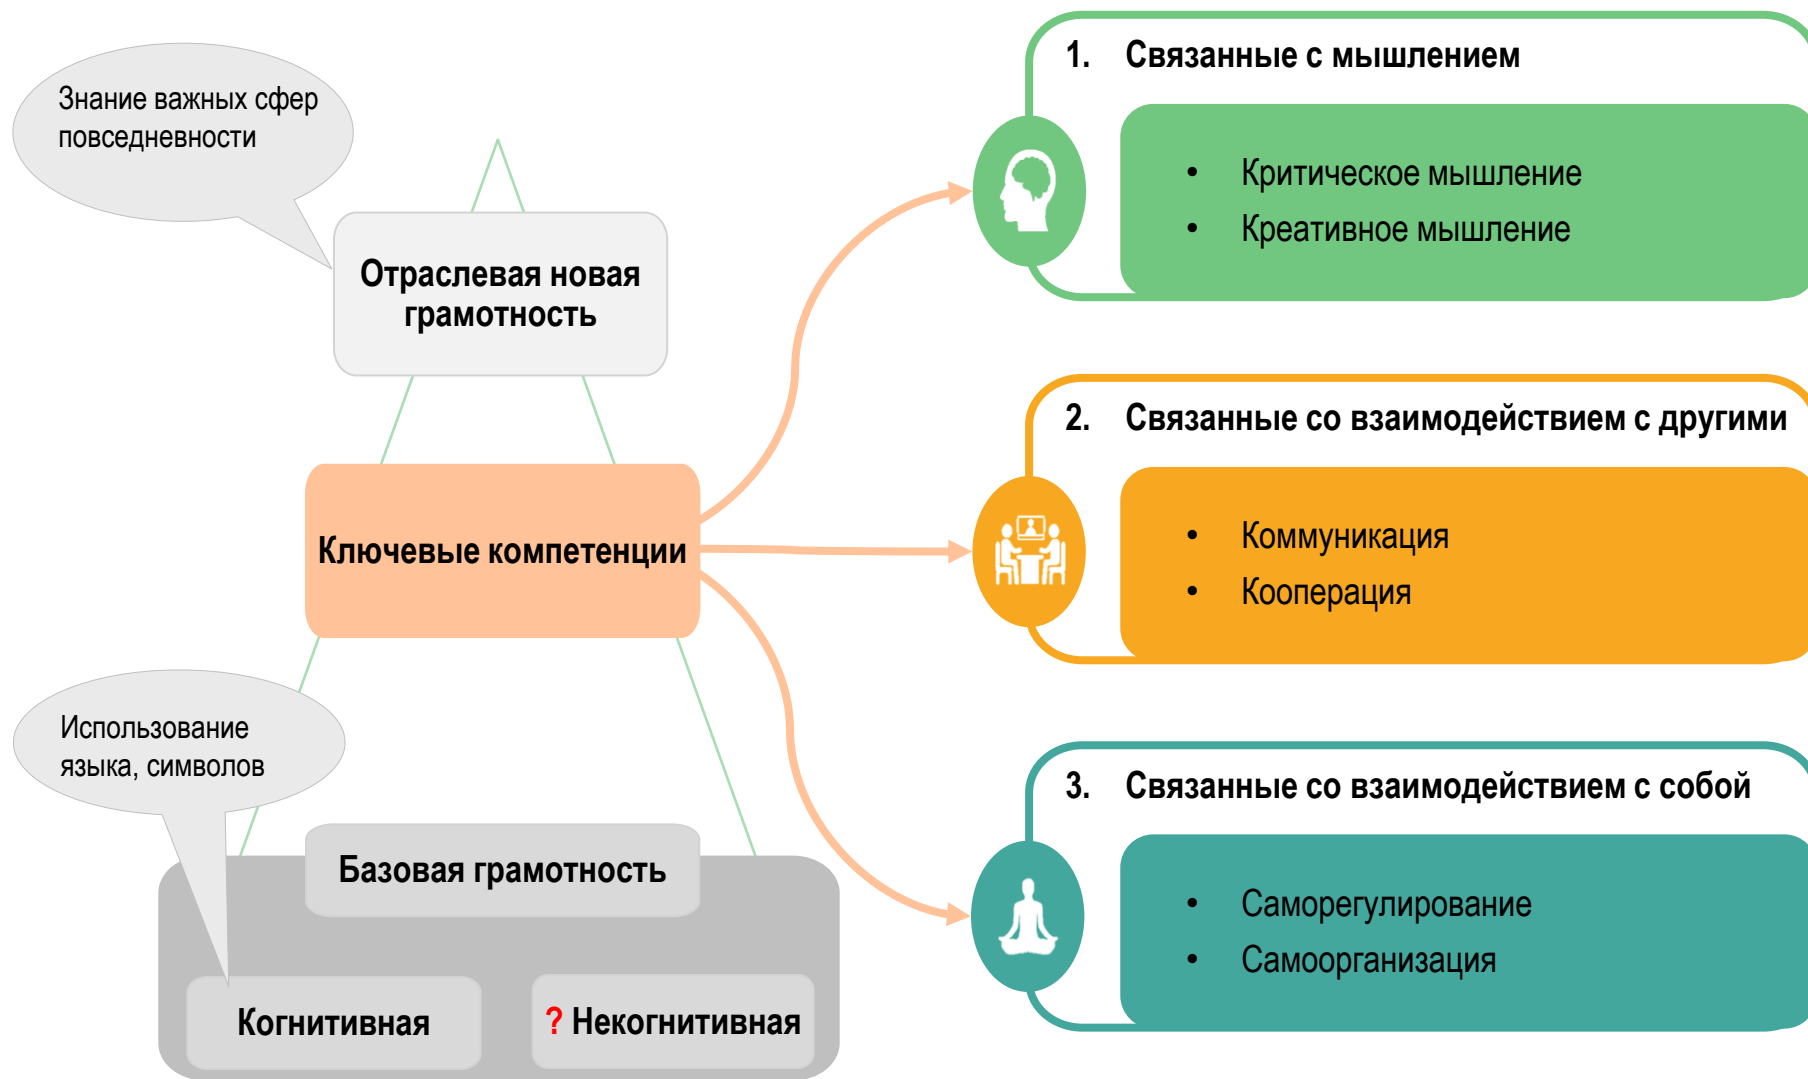 Знание важных сфер
повседневности
Отраслевая новая
грамотность
Ключевые компетенции
Использование
языка, символов
Базовая грамотность
Когнитивная
? Некогнитивная
1. Связанные с мышлением
• Критическое мышление
• Креативное мышление
2. Связанные со взаимодействием с другими
• Коммуникация
• Кооперация
3. Связанные со взаимодействием с собой
• Саморегулирование
• Самоорганизация